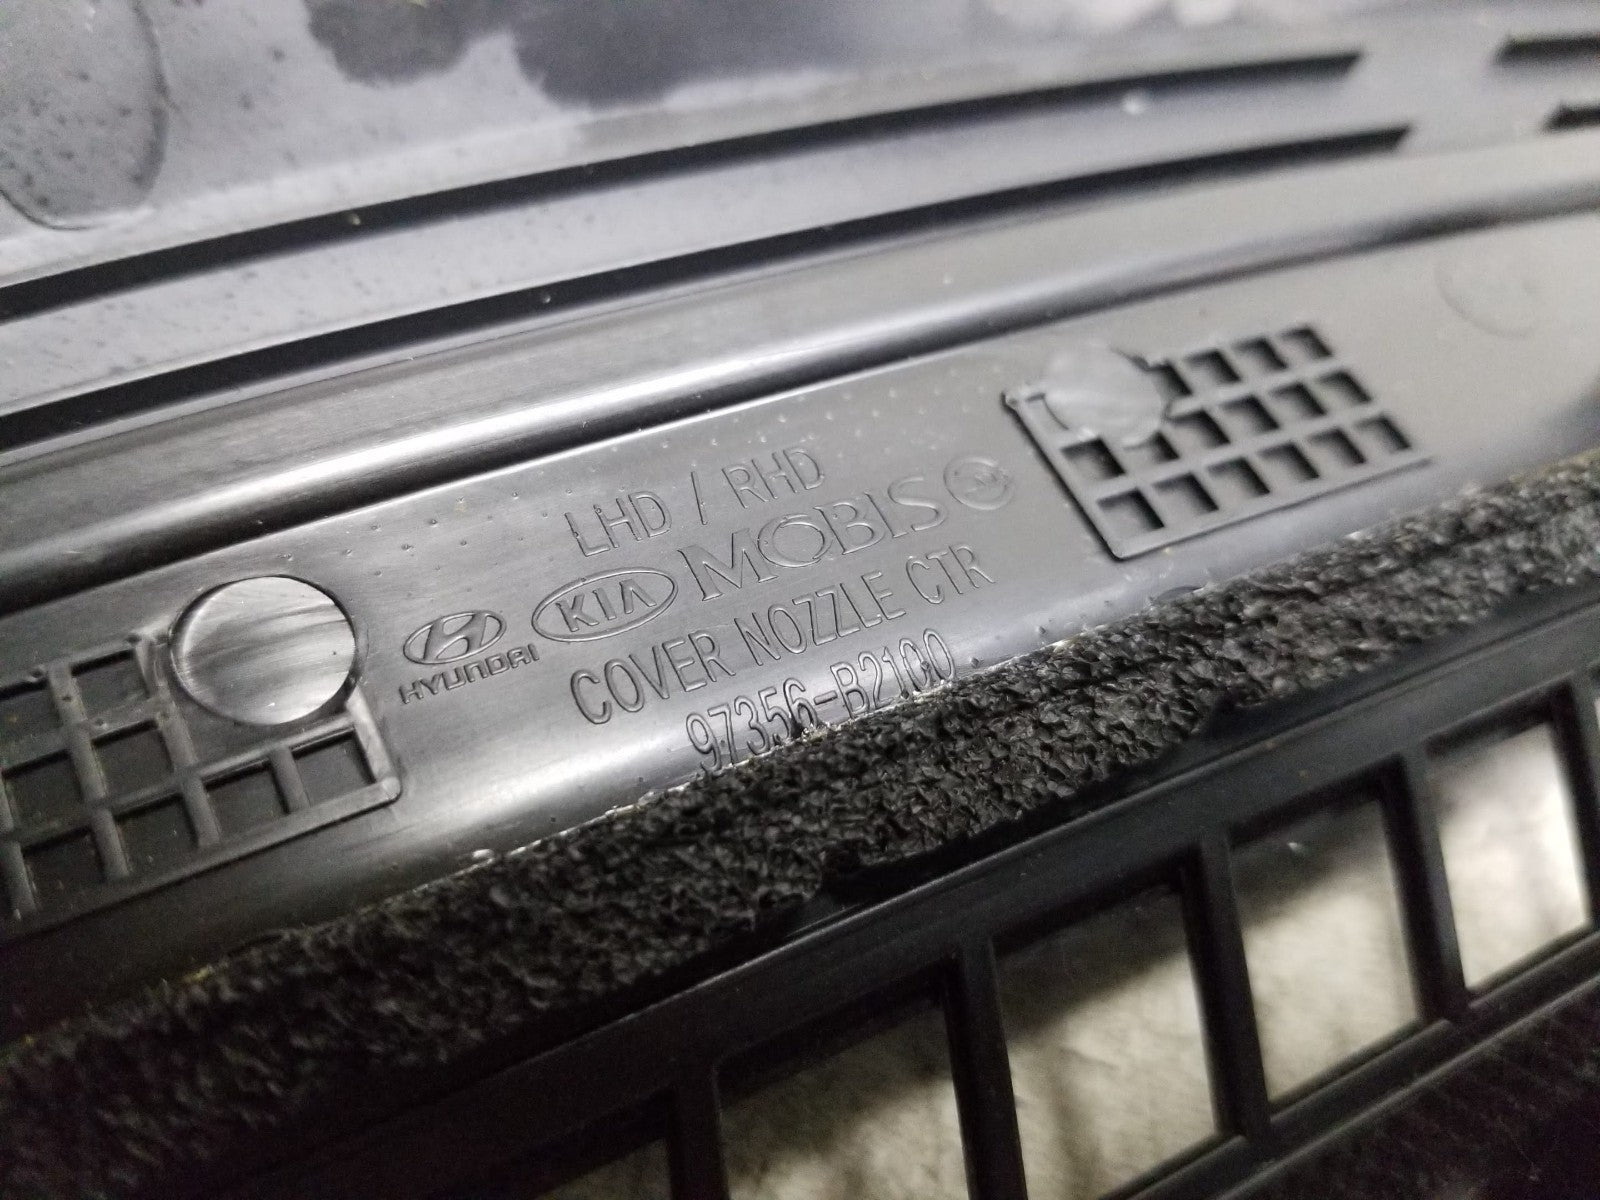 LHD / RHD
HYUNDAI KIA MOBIS
COVER NOZZLE CTR
97356-B2100